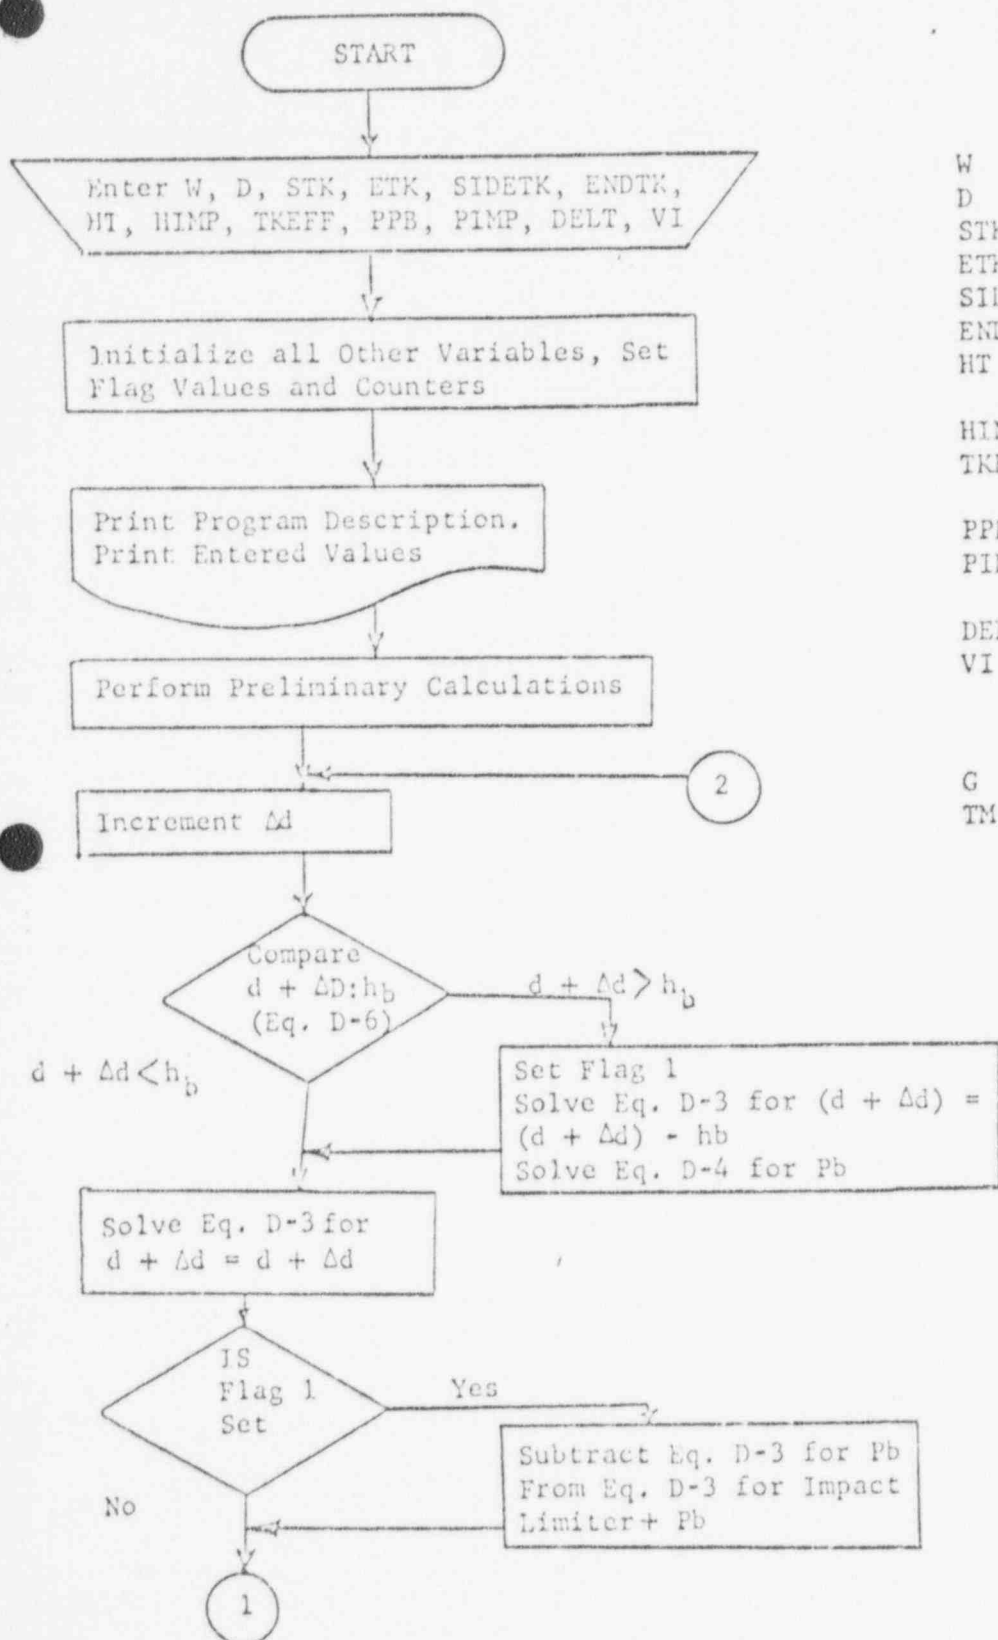 START
Enter W, D, STK, ETK, SIDETK, ENDTK,
HT, HIMP, TKEFF, PPB, PIMP, DELT, VI
Initialize all Other Variables, Set
Flag Values and Counters
Print Program Description.
Print Entered Values
Perform Preliminary Calculations
2
Increment Δd
Compare
d + ΔD:hb
(Eq. D-6)
d + Δd > hb
d + Δd < hb
Set Flag 1
Solve Eq. D-3 for (d + Δd) =
(d + Δd) - hb
Solve Eq. D-4 for Pb
Solve Eq. D-3 for
d + Δd = d + Δd
IS
Flag 1
Set
Yes
Subtract Eq. D-3 for Pb
From Eq. D-3 for Impact
Limiter+ Pb
No
1
W
D
HT
VI
G
TM